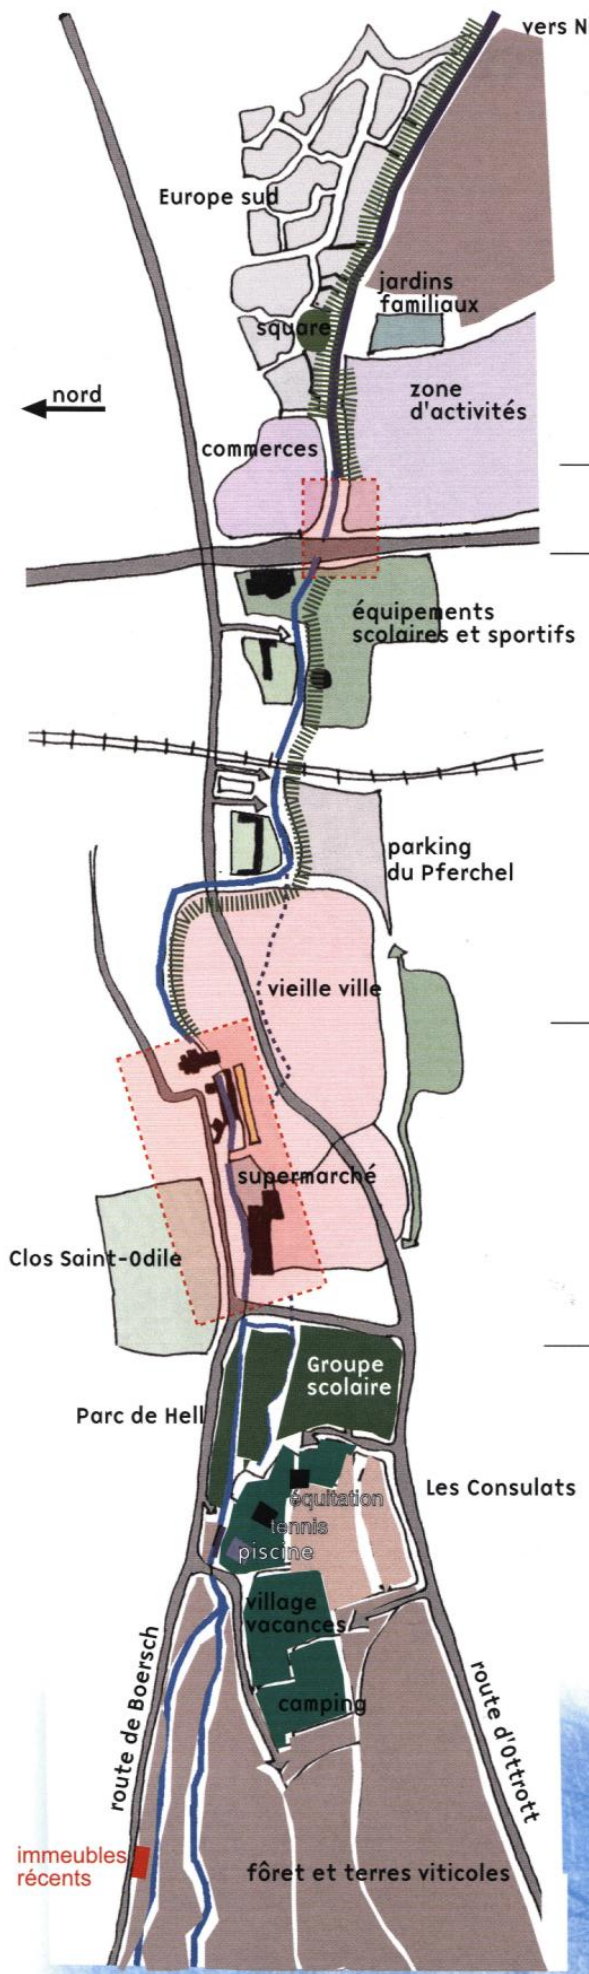 vers N
Europe sud
jardins
familiaux
square
nord
zone
d'activités
commerces
équipements
scolaires et sportifs
parking
du Pferchel
vieille ville
supermarché
Clos Saint-Odile
Groupe
scolaire
Parc de Hell
Les Consulats
équitation
tennis
piscine
village
vacances
camping
route de Boersch
route d'Ottrott
immeubles
récents
fôret et terres viticoles